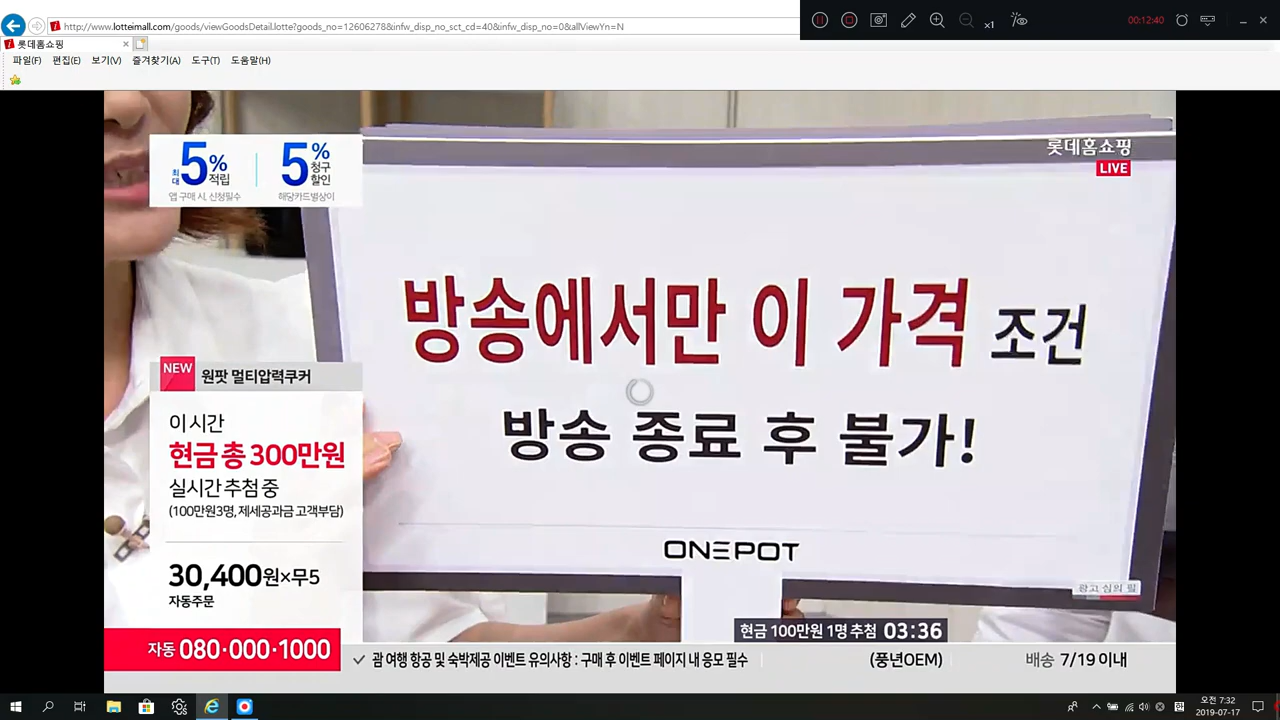 http://www.lotteimall.com/goods/viewGoodsDetail.lotte?goods_no=12606278&infw_disp_no_sct_cd=40&infw_disp_no=0&allViewYn=N
x1
00:12:40
롯데홈쇼핑
파일(F) 편집(E) 보기(V) 즐겨찾기(A) 도구(T) 도움말(H)
최대 5% 적립
앱 구매 시, 신청필수
5% 청구할인
해당카드별상이
롯데홈쇼핑
LIVE
방송에서만 이 가격 조건
방송 종료 후 불가!
ONEPOT
NEW 원팟 멀티압력쿠커
이 시간
현금 총 300만원
실시간 추첨 중
(100만원3명, 제세공과금 고객부담)
30,400원×무5
자동주문
자동 080·000·1000
광고 심의 필
현금 100만원 1명 추첨 03:36
괌 여행 항공 및 숙박제공 이벤트 유의사항 : 구매 후 이벤트 페이지 내 응모 필수
(풍년OEM)
배송 7/19 이내
오전 7:32
2019-07-17